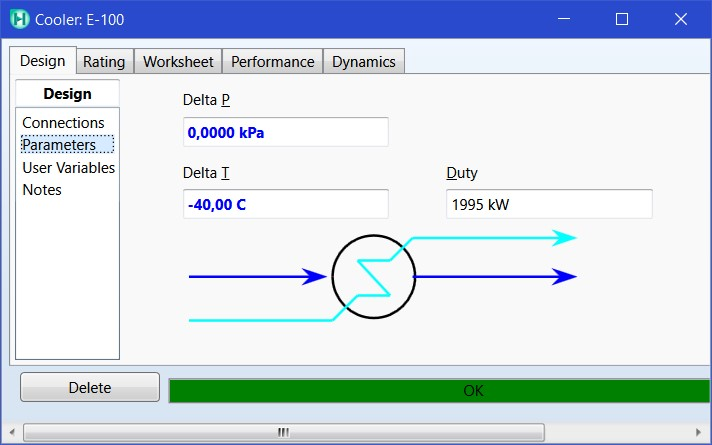 Cooler: E-100
Design Rating Worksheet Performance Dynamics
Design
Connections
Parameters
User Variables
Notes
Delta P
0,0000 kPa
Delta T
-40,00 C
Duty
1995 kW
Delete
OK